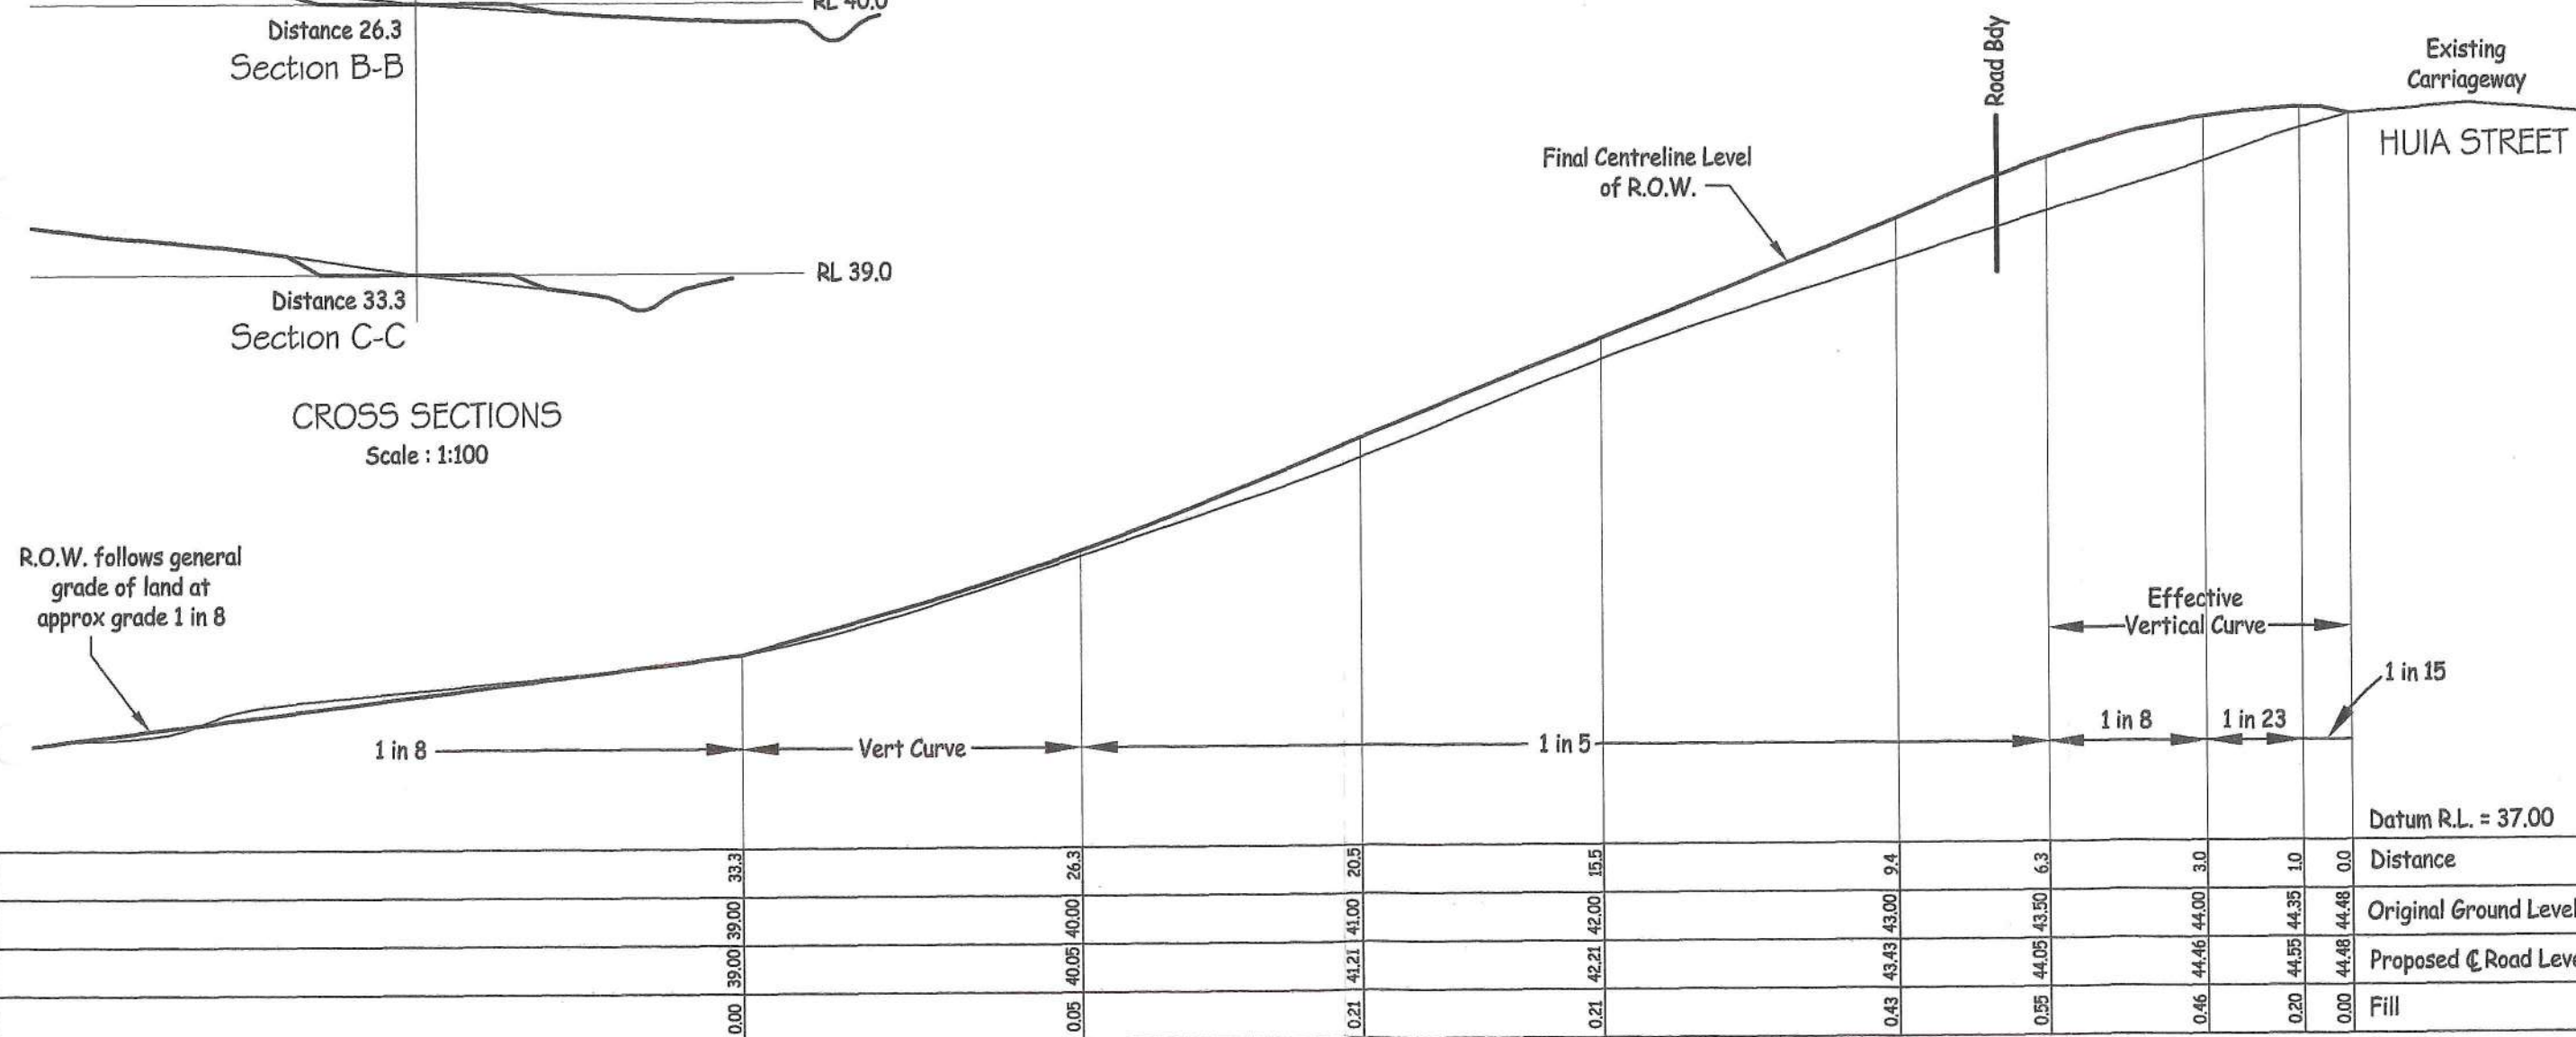 RL 40.0
Distance 26.3
Section B-B
RL 39.0
Distance 33.3
Section C-C
CROSS SECTIONS
Scale : 1:100
Road Bdy
Existing
Carriageway
HUIA STREET
Final Centreline Level
of R.O.W.
R.O.W. follows general
grade of land at
approx grade 1 in 8
Effective
Vertical Curve
1 in 15
1 in 8
Vert Curve
1 in 5
1 in 8
1 in 23
Datum R.L. = 37.00
33.3 26.3 20.5 15.5 9.4 6.3 3.0 1.0 0.0 Distance
39.00 40.00 41.00 42.00 43.00 43.50 44.00 44.35 44.48 Original Ground Level
39.00 40.05 41.21 42.21 43.43 44.05 44.46 44.55 44.48 Proposed ℄ Road Leve
0.00 0.05 0.21 0.21 0.43 0.55 0.46 0.20 0.00 Fill